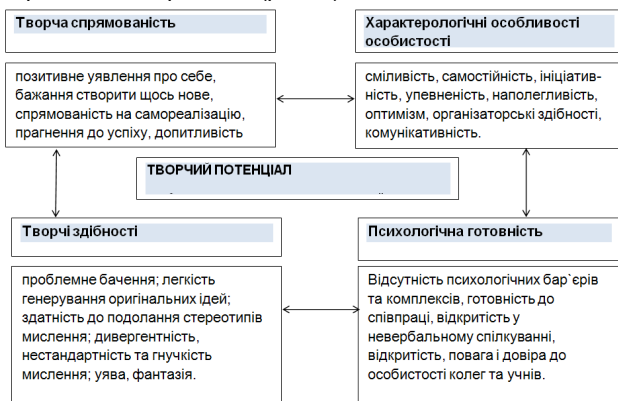 Творча спрямованість
позитивне уявлення про себе,
бажання створити щось нове,
спрямованість на самореалізацію,
прагнення до успіху, допитливість
Характерологічні особливості
особистості
сміливість, самостійність, ініціатив-
ність, упевненість, наполегливість,
оптимізм, організаторські здібності,
комунікативність.
ТВОРЧИЙ ПОТЕНЦІАЛ
Творчі здібності
проблемне бачення; легкість
генерування оригінальних ідей;
здатність до подолання стереотипів
мислення; дивергентність,
нестандартність та гнучкість
мислення; уява, фантазія.
Психологічна готовність
Відсутність психологічних бар`єрів
та комплексів, готовність до
співпраці, відкритість у
невербальному спілкуванні,
відкритість, повага і довіра до
особистості колег та учнів.